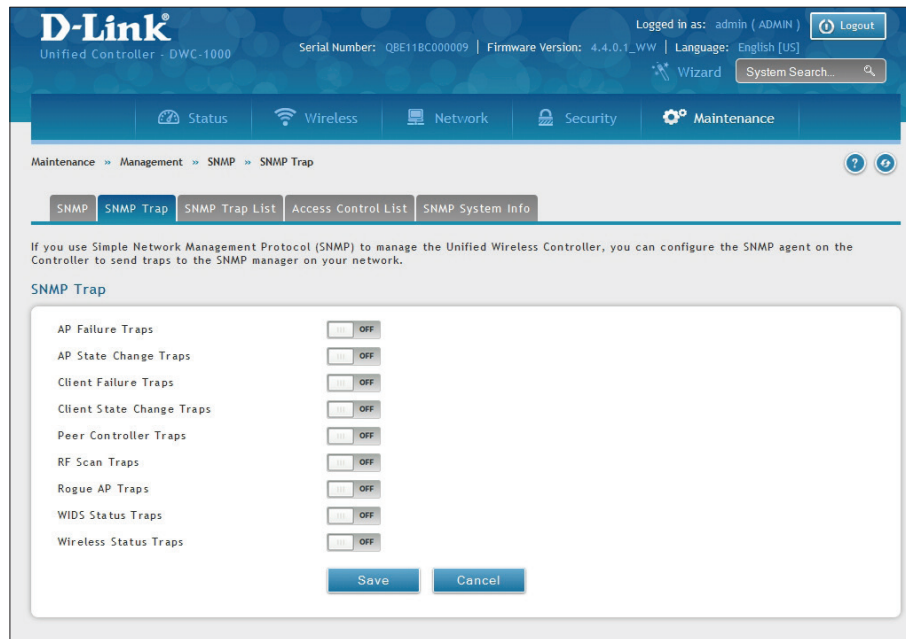 D-Link®
Unified Controller - DWC-1000
Logged in as: admin ( ADMIN ) Logout
Serial Number: QBE11BC000009 | Firmware Version: 4.4.0.1_WW | Language: English [US]
Wizard System Search...
Status Wireless Network Security Maintenance
Maintenance » Management » SNMP » SNMP Trap ?
SNMP SNMP Trap SNMP Trap List Access Control List SNMP System Info
If you use Simple Network Management Protocol (SNMP) to manage the Unified Wireless Controller, you can configure the SNMP agent on the
Controller to send traps to the SNMP manager on your network.
SNMP Trap
AP Failure Traps OFF
AP State Change Traps OFF
Client Failure Traps OFF
Client State Change Traps OFF
Peer Controller Traps OFF
RF Scan Traps OFF
Rogue AP Traps OFF
WIDS Status Traps OFF
Wireless Status Traps OFF
Save Cancel